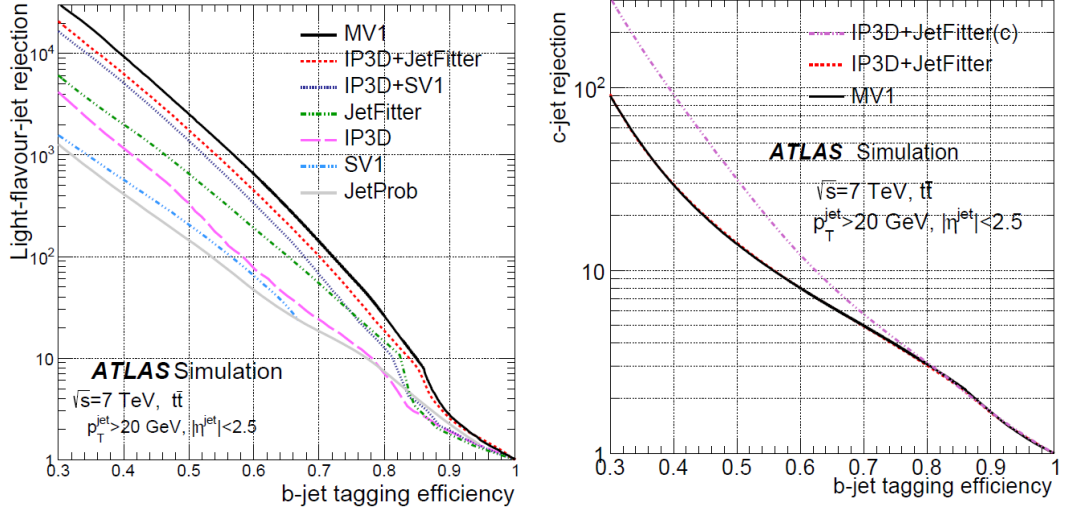 Light-flavour-jet rejection
10⁴
10³
10²
10
1
MV1
IP3D+JetFitter
IP3D+SV1
JetFitter
IP3D
SV1
JetProb
ATLAS Simulation
√s=7 TeV, tt̄
p_T^jet>20 GeV, |η^jet|<2.5
0.3 0.4 0.5 0.6 0.7 0.8 0.9 1
b-jet tagging efficiency
c-jet rejection
10²
10
1
IP3D+JetFitter(c)
IP3D+JetFitter
MV1
ATLAS Simulation
√s=7 TeV, tt̄
p_T^jet>20 GeV, |η^jet|<2.5
0.3 0.4 0.5 0.6 0.7 0.8 0.9 1
b-jet tagging efficiency